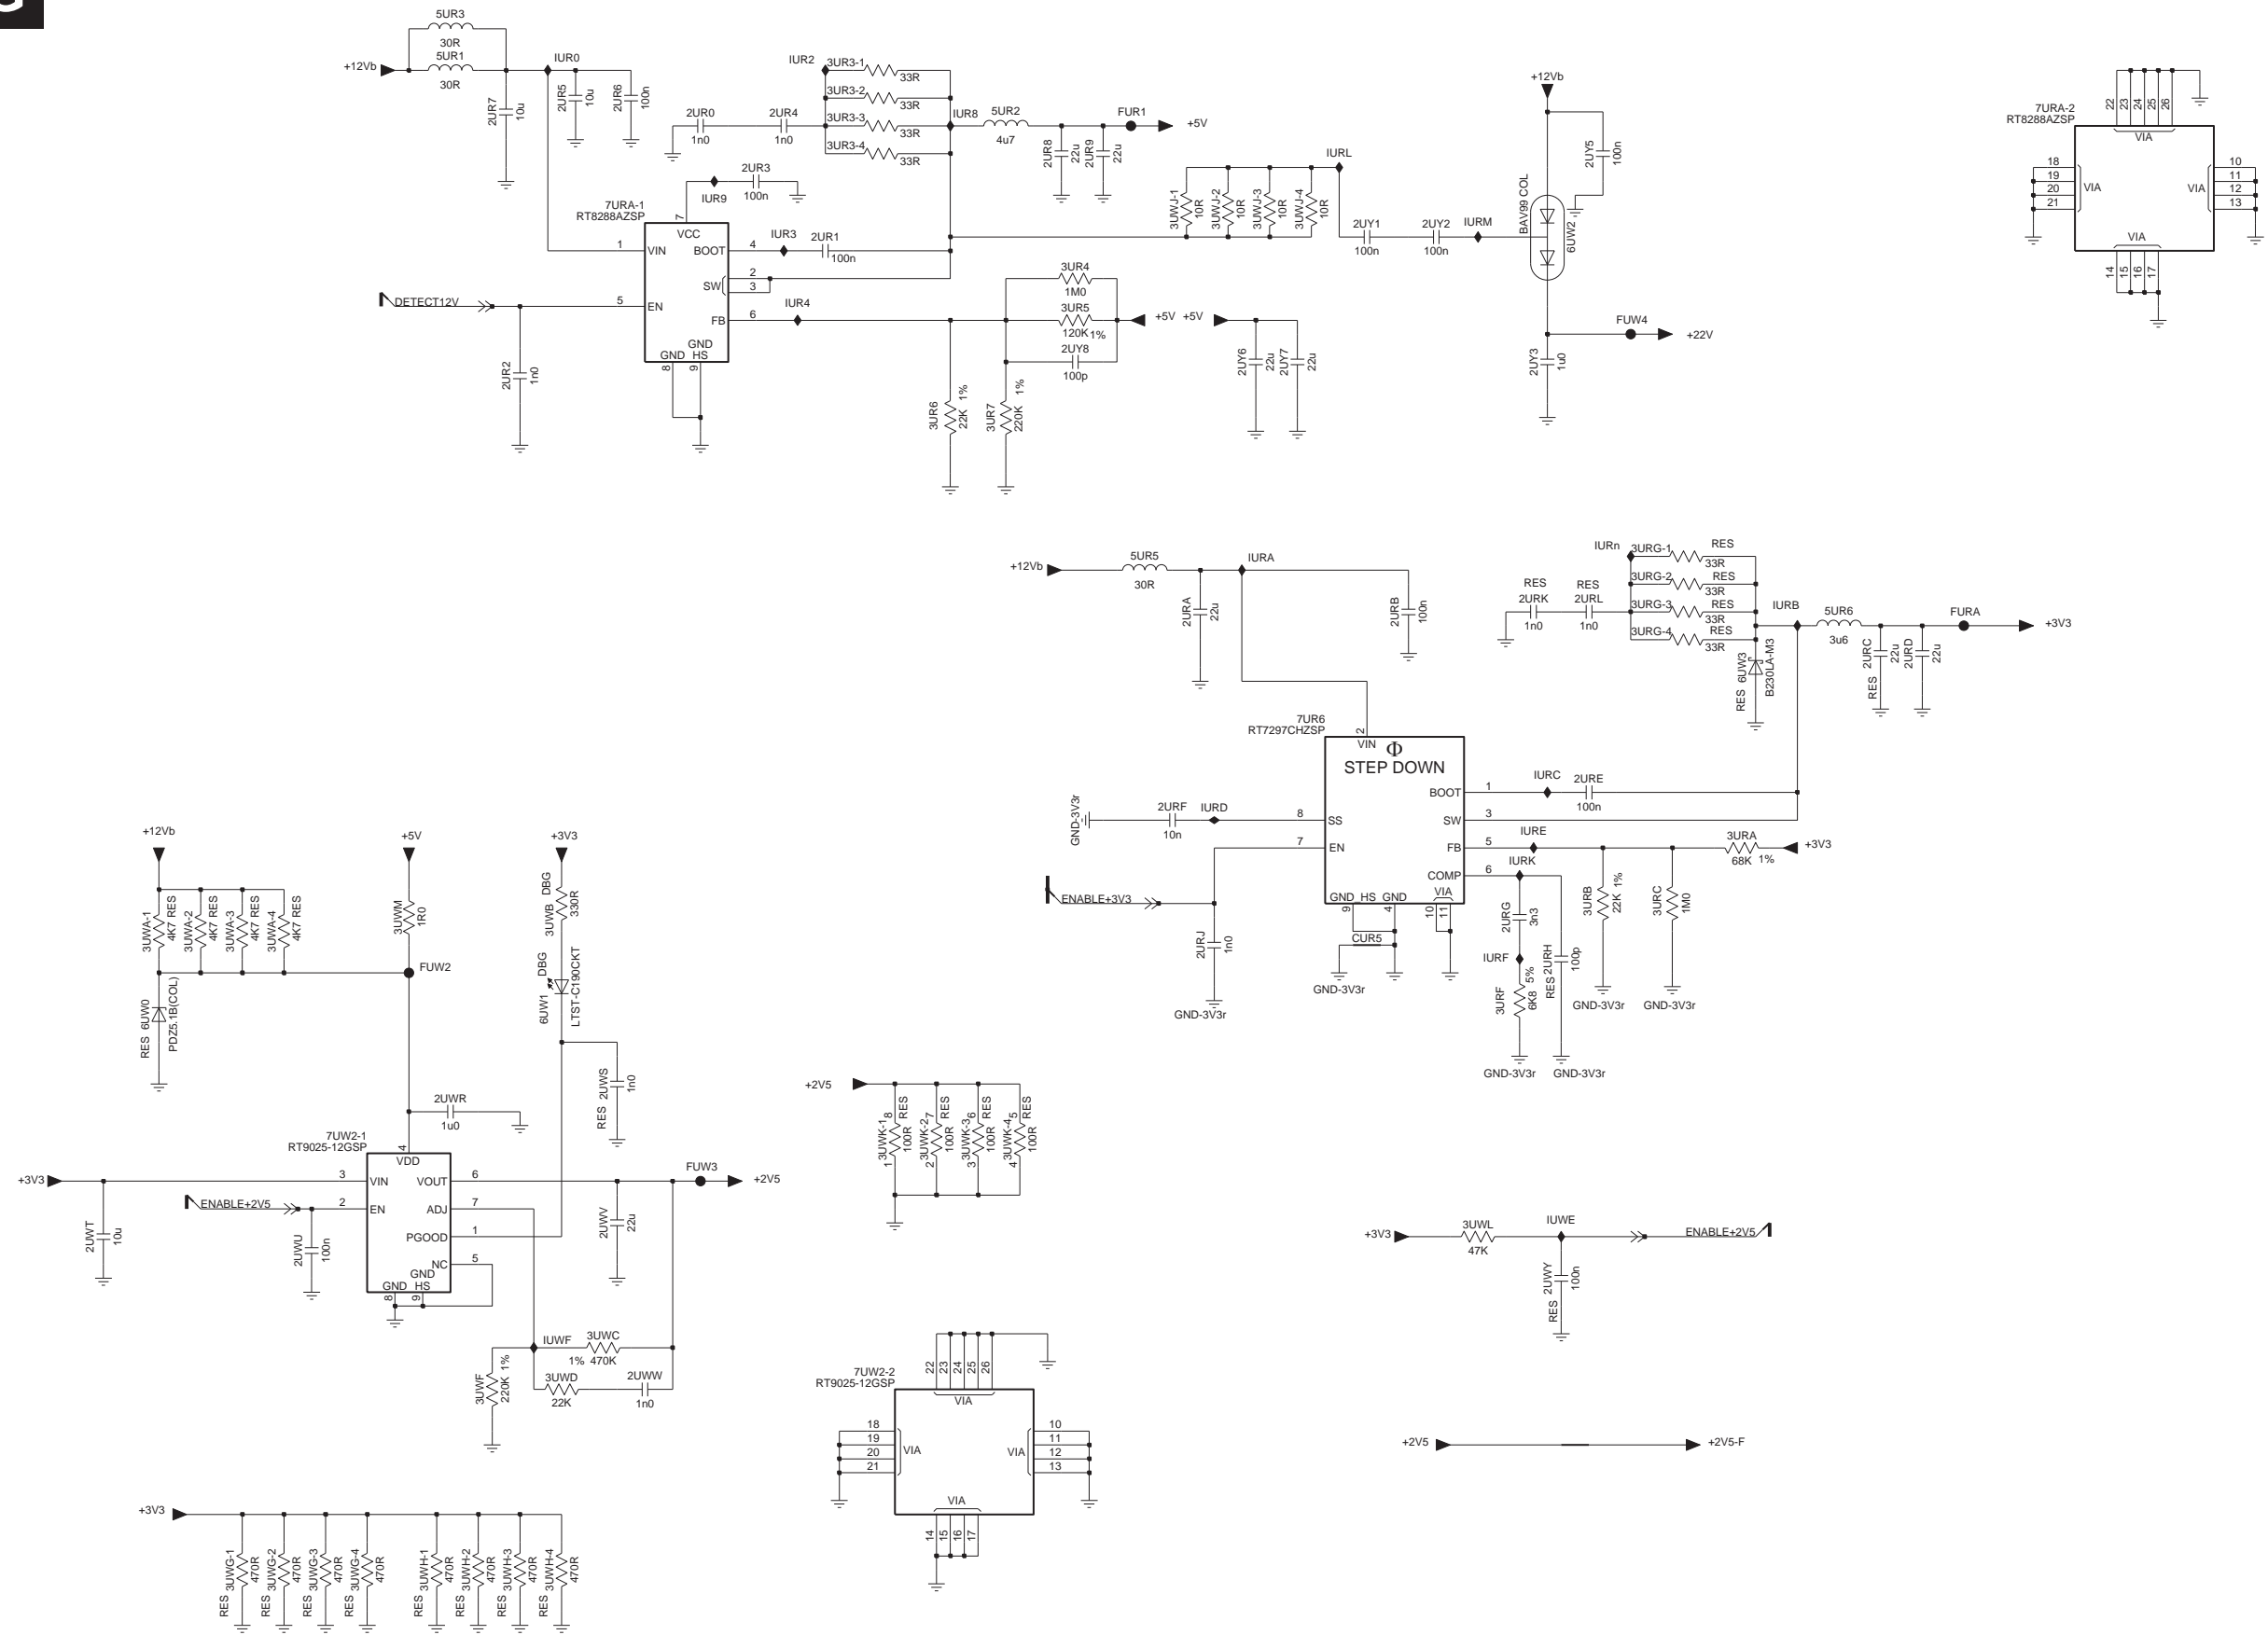 5UR3
30R
5UR1
30R
+12Vb
IUR0
2UR7
10u
2UR5
10u
2UR6
100n
IUR2
3UR3-1
33R
3UR3-2
33R
3UR3-3
33R
3UR3-4
33R
2UR0
1n0
2UR4
1n0
IUR8
5UR2
4u7
FUR1
+5V
2UR8
22u
2UR9
22u
2UR3
100n
IUR9
7URA-1
RT8288AZSP
7
VCC
1
VIN
BOOT
4
IUR3
2UR1
100n
2
SW
3
DETECT12V
5
EN
FB
6
IUR4
GND
GND HS
8
9
2UR2
1n0
3UR4
1M0
3UR5
120K 1%
2UY8
100p
+5V
+5V
3UR6
22K 1%
3UR7
220K 1%
2UY6
22u
2UY7
22u
IURL
3UWJ-1
10R
3UWJ-2
10R
3UWJ-3
10R
3UWJ-4
10R
2UY1
100n
2UY2
100n
IURM
+12Vb
2UY5
100n
BAV99 COL
6UW2
FUW4
+22V
2UY3
1u0
7URA-2
RT8288AZSP
22
23
24
25
26
VIA
18
19
20
21
VIA
VIA
10
11
12
13
VIA
14
15
16
17
+12Vb
5UR5
30R
IURA
2URA
22u
2URB
100n
IURn
3URG-1
RES
33R
3URG-2
RES
33R
3URG-3
RES
33R
3URG-4
RES
33R
RES
2URK
1n0
RES
2URL
1n0
IURB
5UR6
3u6
FURA
+3V3
RES 6UW3
B230LA-M3
RES 2URC
22u
2URD
22u
7UR6
RT7297CHZSP
2
VIN
Φ
STEP DOWN
BOOT
1
IURC
2URE
100n
SW
3
GND-3V3r
2URF
10n
IURD
8
SS
7
EN
FB
5
IURE
3URA
68K 1%
+3V3
COMP
6
IURK
GND_HS GND
VIA
9
4
10
11
CUR5
GND-3V3r
ENABLE+3V3
2URJ
1n0
GND-3V3r
2URG
3n3
IURF
3URF
6K8 5%
RES 2URH
100p
3URB
22K 1%
3URC
1M0
GND-3V3r
GND-3V3r
GND-3V3r
GND-3V3r
+12Vb
+5V
+3V3
3UWA-1
4K7 RES
3UWA-2
4K7 RES
3UWA-3
4K7 RES
3UWA-4
4K7 RES
3UWM
1R0
3UWB DBG
330R
FUW2
RES 6UW0
PDZ5.1B(COL)
6UW1 DBG
LTST-C190CKT
RES 2UWS
1n0
2UWR
1u0
7UW2-1
RT9025-12GSP
4
VDD
+3V3
3
VIN
VOUT
6
FUW3
+2V5
ENABLE+2V5
2
EN
ADJ
7
PGOOD
1
NC
5
GND
GND HS
8
9
2UWT
10u
2UWU
100n
2UWV
22u
IUWF
3UWC
1% 470K
3UWF
220K 1%
3UWD
22K
2UWW
1n0
+2V5
3UWK-1
8
1
100R
RES
3UWK-2
7
2
100R
RES
3UWK-3
6
3
100R
RES
3UWK-4
5
4
100R
RES
+3V3
3UWL
47K
IUWE
ENABLE+2V5
RES 2UWY
100n
7UW2-2
RT9025-12GSP
22
23
24
25
26
VIA
18
19
20
21
VIA
VIA
10
11
12
13
VIA
14
15
16
17
+2V5
+2V5-F
+3V3
RES 3UWG-1
470R
RES 3UWG-2
470R
RES 3UWG-3
470R
RES 3UWG-4
470R
RES 3UWH-1
470R
RES 3UWH-2
470R
RES 3UWH-3
470R
RES 3UWH-4
470R